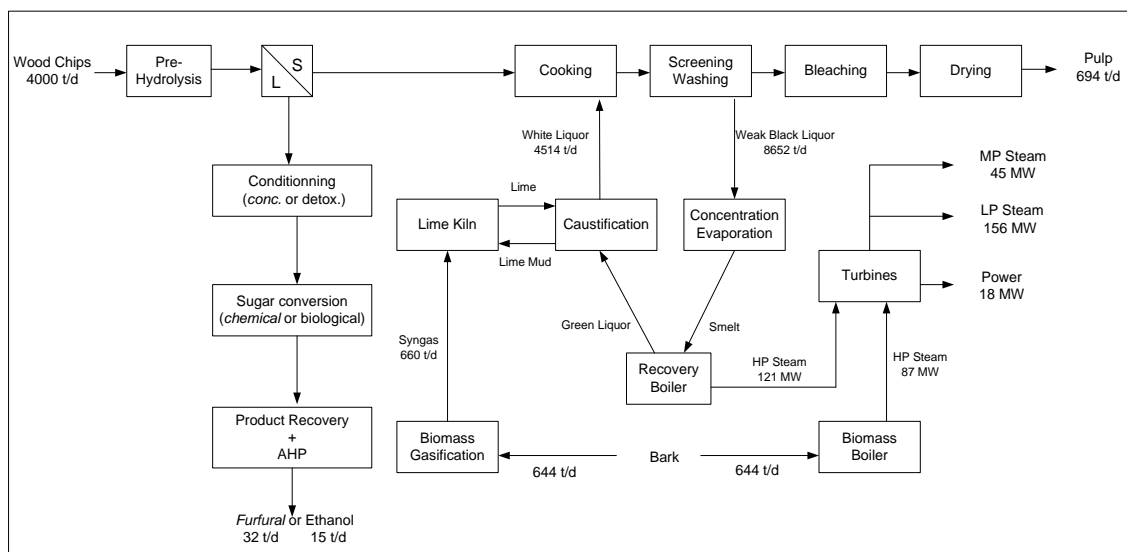 Wood Chips
4000 t/d
Pre-
Hydrolysis
S
L
Cooking
Screening
Washing
Bleaching
Drying
Pulp
694 t/d
White Liquor
4514 t/d
Weak Black Liquor
8652 t/d
MP Steam
45 MW
LP Steam
156 MW
Power
18 MW
Conditionning
(conc. or detox.)
Lime Kiln
Lime
Lime Mud
Caustification
Concentration
Evaporation
Turbines
Sugar conversion
(chemical or biological)
Syngas
660 t/d
Green Liquor
Smelt
Recovery
Boiler
HP Steam
121 MW
HP Steam
87 MW
Product Recovery
+
AHP
Biomass
Gasification
644 t/d
Bark
644 t/d
Biomass
Boiler
Furfural or Ethanol
32 t/d 15 t/d